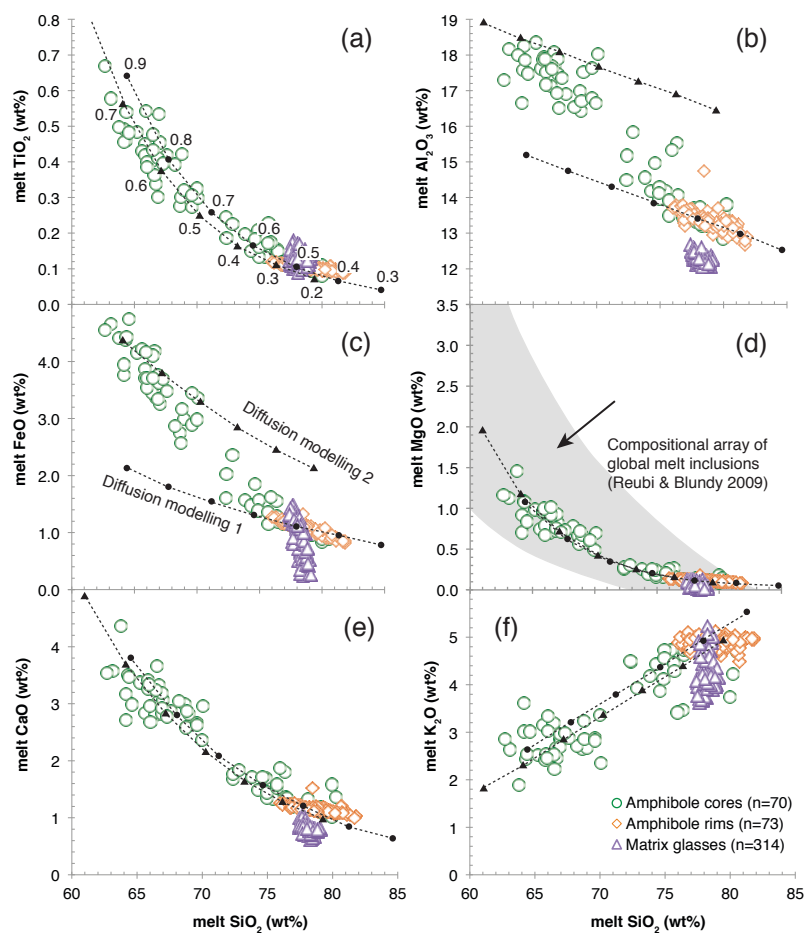 (a)
melt TiO₂ (wt%)
0.8
0.7
0.6
0.5
0.4
0.3
0.2
0.1
0.0
0.9
0.8
0.7
0.6
0.5
0.4
0.3
0.7
0.6
0.5
0.4
0.3
0.2
(b)
melt Al₂O₃ (wt%)
19
18
17
16
15
14
13
12
(c)
melt FeO (wt%)
4.0
3.0
2.0
1.0
0.0
Diffusion modelling 2
Diffusion modelling 1
(d)
melt MgO (wt%)
3.5
3.0
2.5
2.0
1.5
1.0
0.5
0.0
Compositional array of
global melt inclusions
(Reubi & Blundy 2009)
(e)
melt CaO (wt%)
4
3
2
1
0
60 65 70 75 80 85
melt SiO₂ (wt%)
(f)
melt K₂O (wt%)
6
5
4
3
2
1
0
Amphibole cores (n=70)
Amphibole rims (n=73)
Matrix glasses (n=314)
60 65 70 75 80 85
melt SiO₂ (wt%)